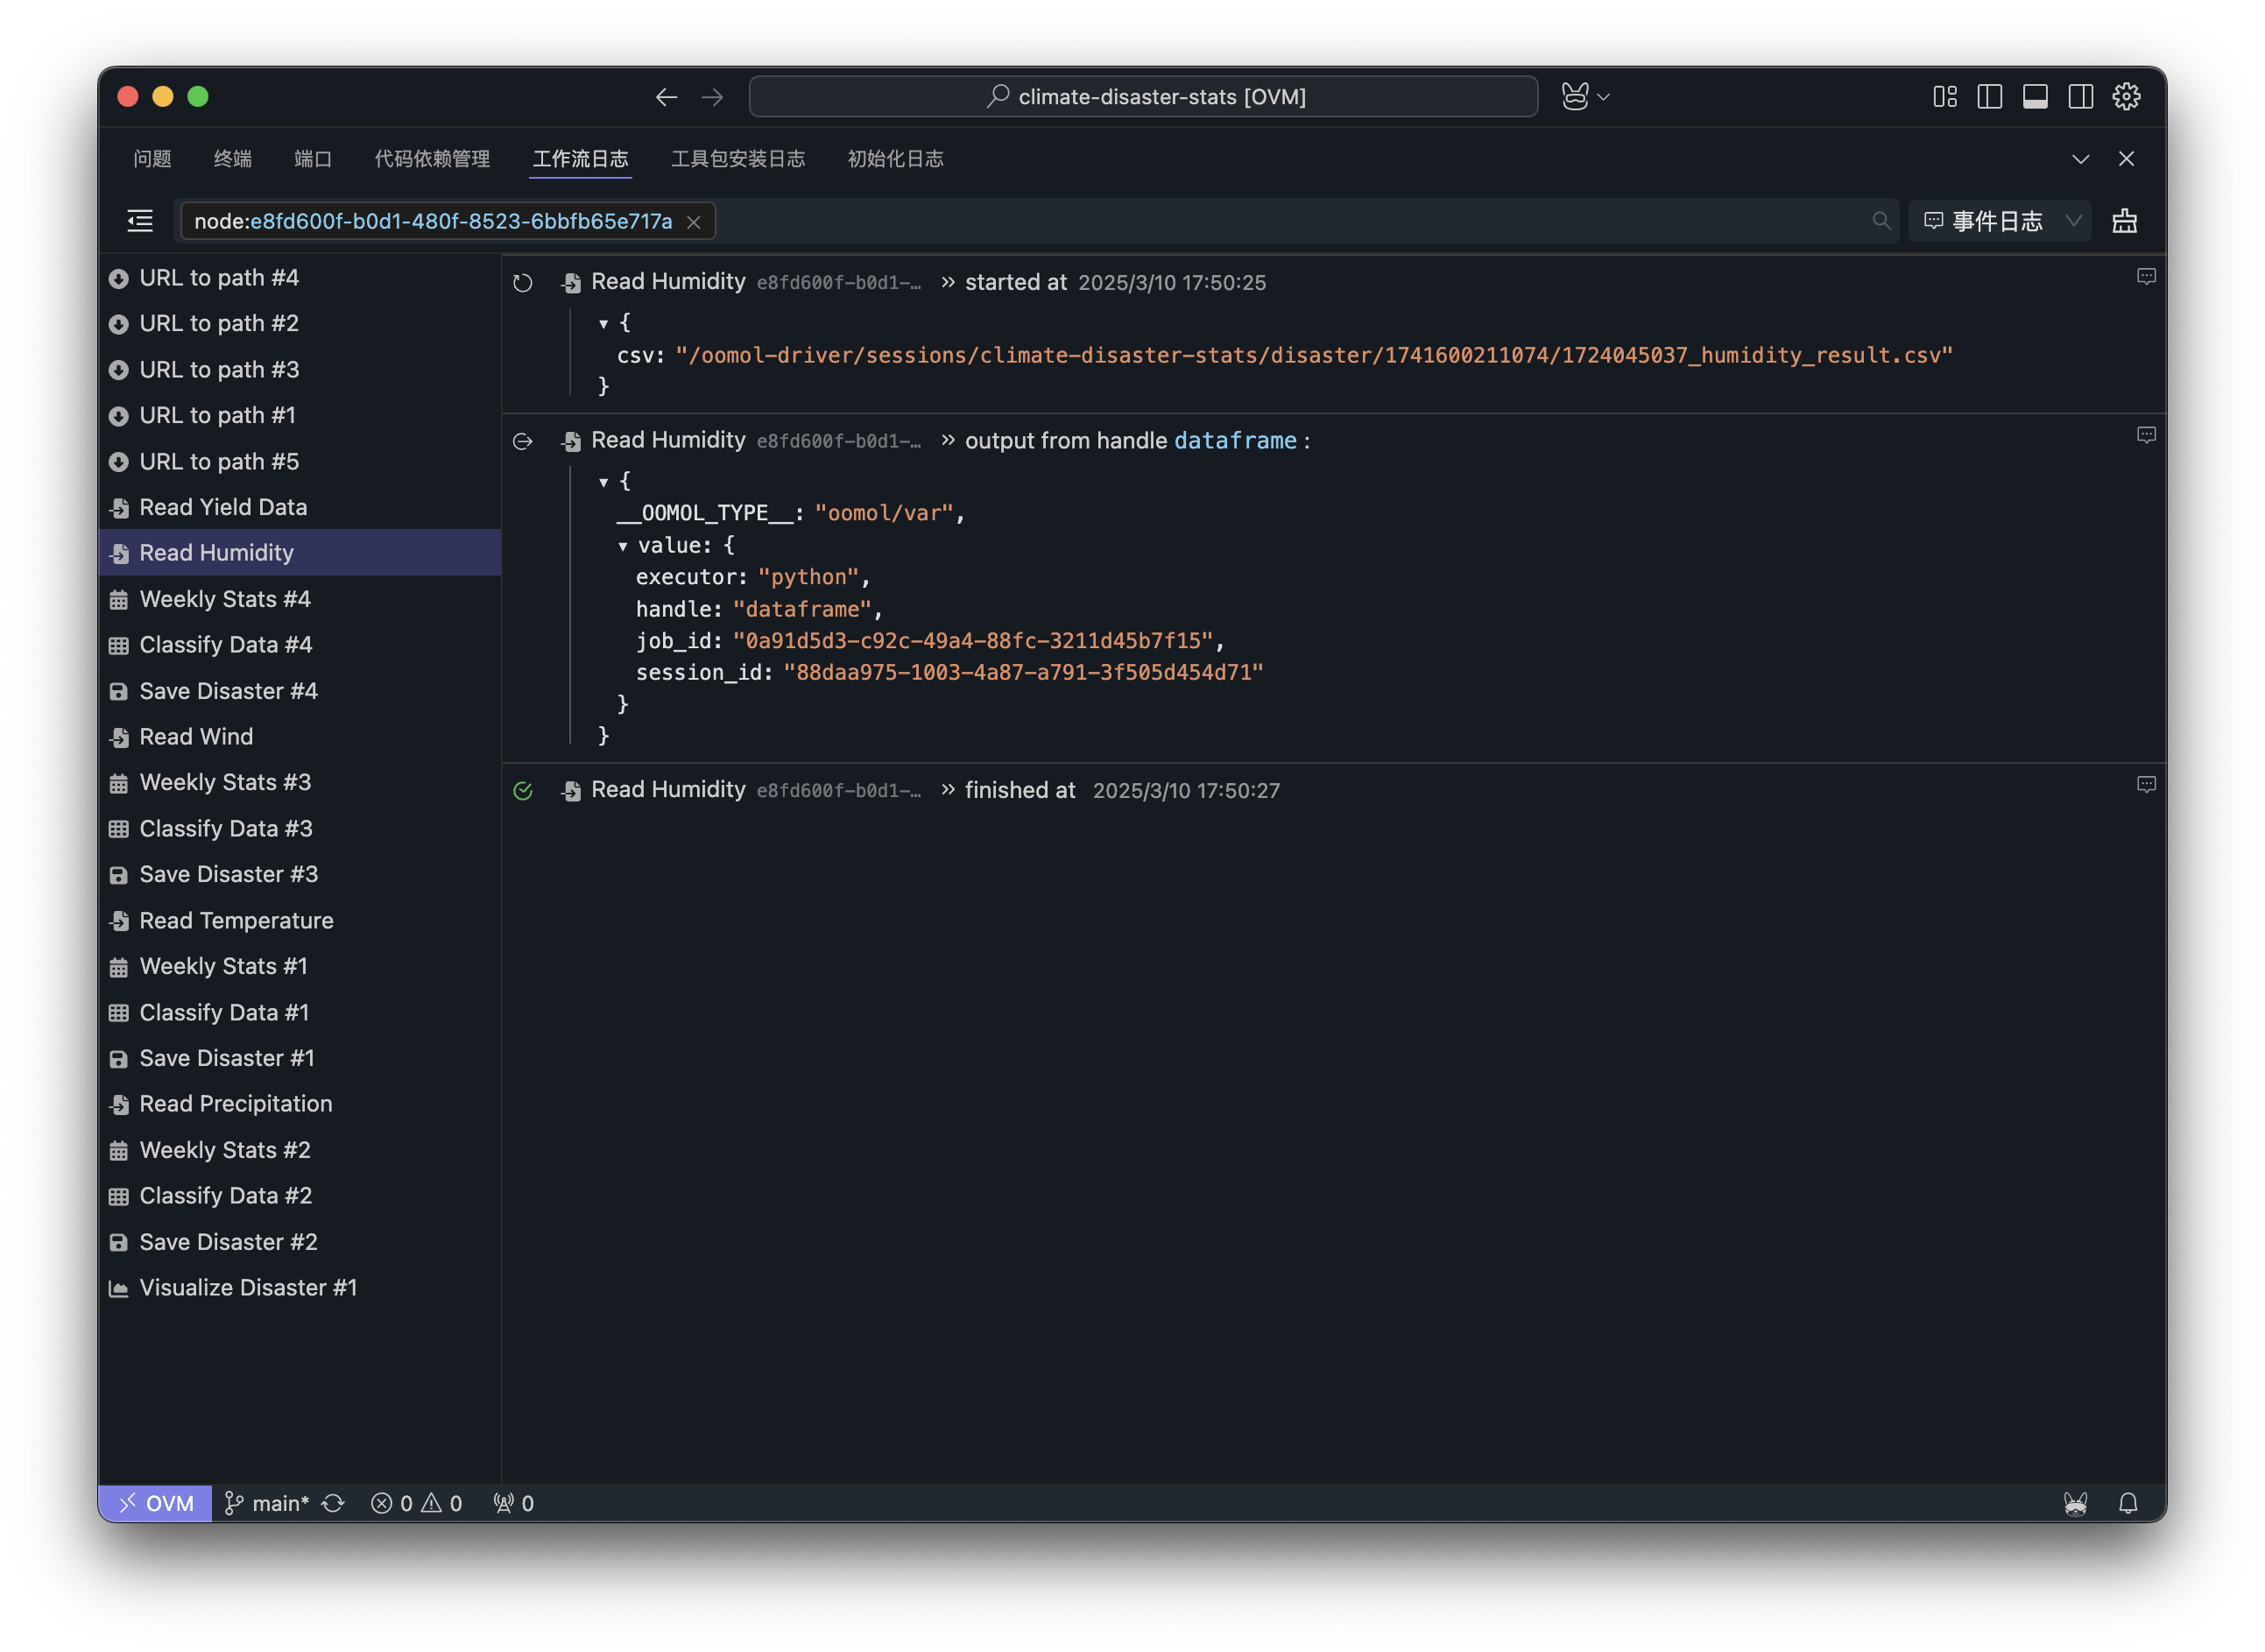 climate-disaster-stats [OVM]
问题 终端 端口 代码依赖管理 工作流日志 工具包安装日志 初始化日志
node:e8fd600f-b0d1-480f-8523-6bbfb65e717a 事件日志
URL to path #4
URL to path #2
URL to path #3
URL to path #1
URL to path #5
Read Yield Data
Read Humidity
Weekly Stats #4
Classify Data #4
Save Disaster #4
Read Wind
Weekly Stats #3
Classify Data #3
Save Disaster #3
Read Temperature
Weekly Stats #1
Classify Data #1
Save Disaster #1
Read Precipitation
Weekly Stats #2
Classify Data #2
Save Disaster #2
Visualize Disaster #1
Read Humidity e8fd600f-b0d1-… » started at 2025/3/10 17:50:25
▼ {
csv: "/oomol-driver/sessions/climate-disaster-stats/disaster/1741600211074/1724045037_humidity_result.csv"
}
Read Humidity e8fd600f-b0d1-… » output from handle dataframe :
▼ {
__OOMOL_TYPE__: "oomol/var",
▼ value: {
executor: "python",
handle: "dataframe",
job_id: "0a91d5d3-c92c-49a4-88fc-3211d45b7f15",
session_id: "88daa975-1003-4a87-a791-3f505d454d71"
}
}
Read Humidity e8fd600f-b0d1-… » finished at 2025/3/10 17:50:27
OVM main* 0 0 0